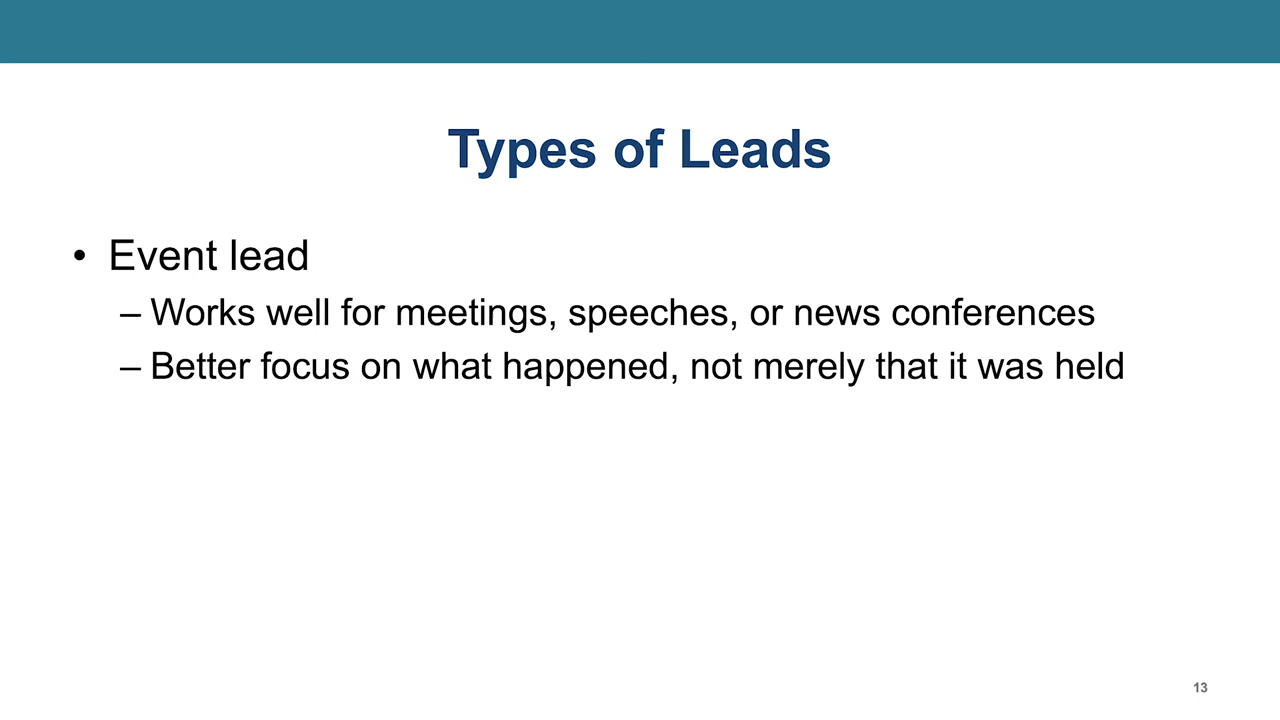 Types of Leads
• Event lead
– Works well for meetings, speeches, or news conferences
– Better focus on what happened, not merely that it was held
13